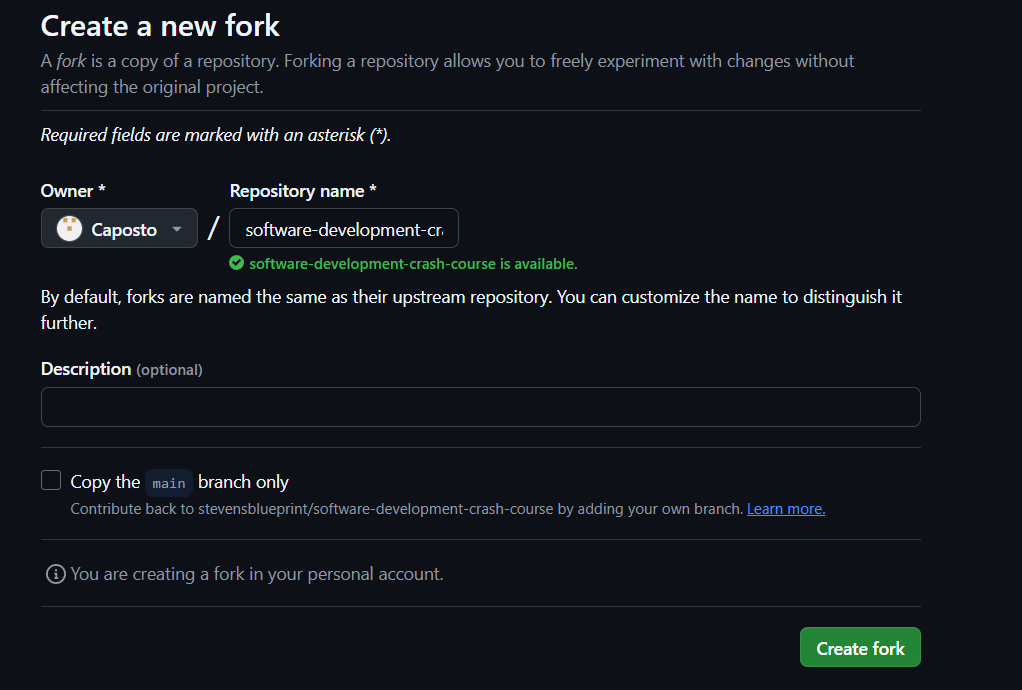 Create a new fork
A fork is a copy of a repository. Forking a repository allows you to freely experiment with changes without
affecting the original project.
Required fields are marked with an asterisk (*).
Owner * Repository name *
Caposto / software-development-cr
software-development-crash-course is available.
By default, forks are named the same as their upstream repository. You can customize the name to distinguish it
further.
Description (optional)
Copy the main branch only
Contribute back to stevensblueprint/software-development-crash-course by adding your own branch. Learn more.
You are creating a fork in your personal account.
Create fork